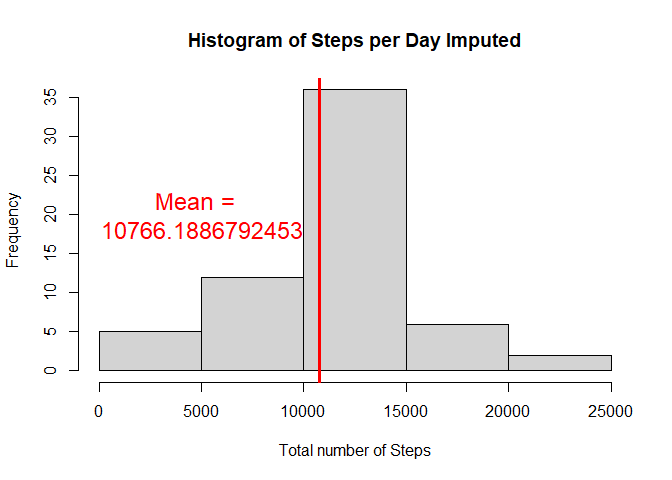 Histogram of Steps per Day Imputed
Frequency
35
30
25
20
15
10
5
0
Mean =
10766.1886792453
0 5000 10000 15000 20000 25000
Total number of Steps